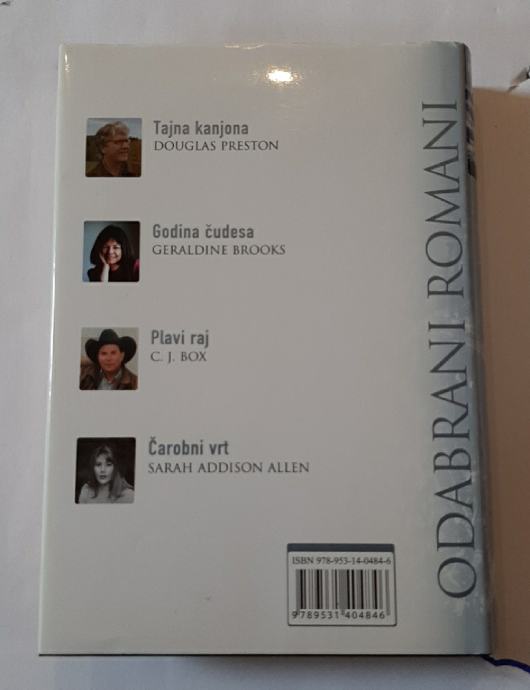 Tajna kanjona
DOUGLAS PRESTON
Godina čudesa
GERALDINE BROOKS
Plavi raj
C. J. BOX
Čarobni vrt
SARAH ADDISON ALLEN
ODABRANI ROMANI
ISBN 978-953-14-0484-6
9789531404846